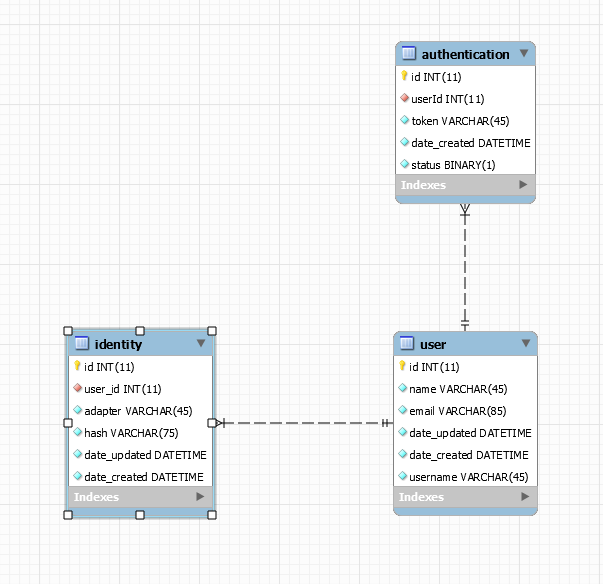 authentication
id INT(11)
userId INT(11)
token VARCHAR(45)
date_created DATETIME
status BINARY(1)
Indexes
identity
id INT(11)
user_id INT(11)
adapter VARCHAR(45)
hash VARCHAR(75)
date_updated DATETIME
date_created DATETIME
Indexes
user
id INT(11)
name VARCHAR(45)
email VARCHAR(85)
date_updated DATETIME
date_created DATETIME
username VARCHAR(45)
Indexes